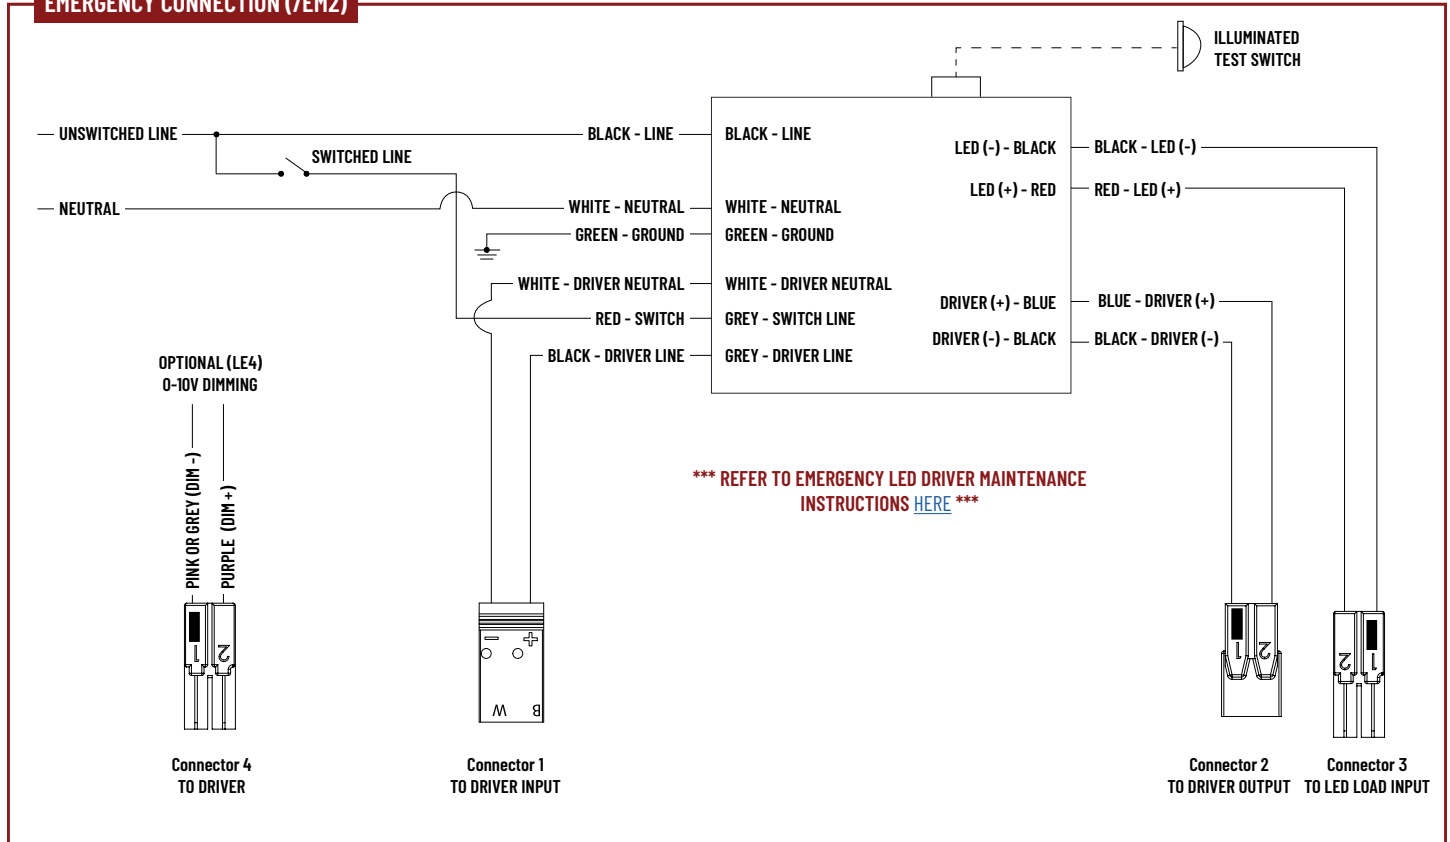 EMERGENCY CONNECTION (/EM2)
ILLUMINATED
TEST SWITCH
UNSWITCHED LINE
BLACK - LINE
BLACK - LINE
SWITCHED LINE
NEUTRAL
WHITE - NEUTRAL
WHITE - NEUTRAL
GREEN - GROUND
GREEN - GROUND
WHITE - DRIVER NEUTRAL
WHITE - DRIVER NEUTRAL
RED - SWITCH
GREY - SWITCH LINE
BLACK - DRIVER LINE
GREY - DRIVER LINE
LED (-) - BLACK
BLACK - LED (-)
LED (+) - RED
RED - LED (+)
DRIVER (+) - BLUE
BLUE - DRIVER (+)
DRIVER (-) - BLACK
BLACK - DRIVER (-)
OPTIONAL (LE4)
0-10V DIMMING
PINK OR GREY (DIM -)
PURPLE (DIM +)
*** REFER TO EMERGENCY LED DRIVER MAINTENANCE
INSTRUCTIONS HERE ***
1 2
- +
W B
1 2
2 1
Connector 4
TO DRIVER
Connector 1
TO DRIVER INPUT
Connector 2
TO DRIVER OUTPUT
Connector 3
TO LED LOAD INPUT